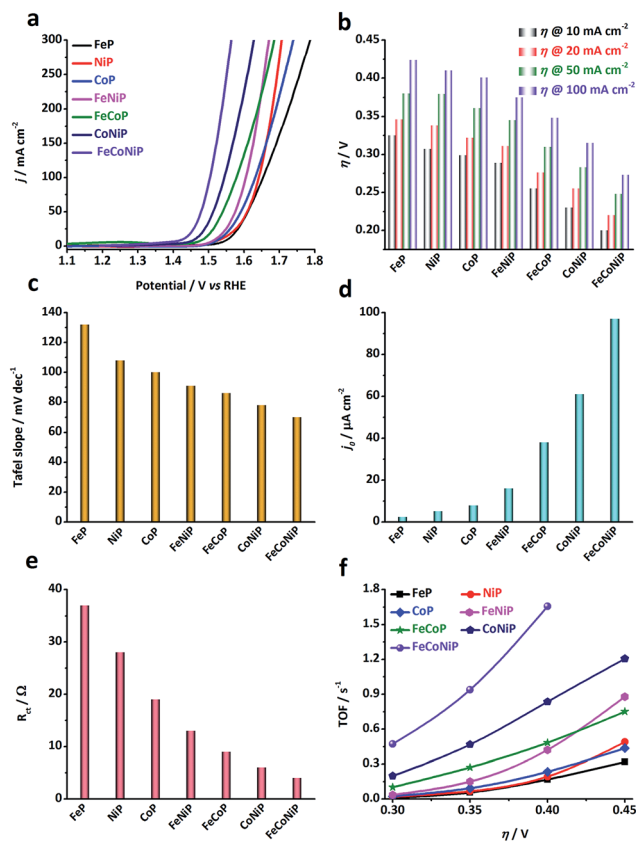 a
300
250
200
150
100
50
0
j / mA cm-2
FeP
NiP
CoP
FeNiP
FeCoP
CoNiP
FeCoNiP
1.1 1.2 1.3 1.4 1.5 1.6 1.7 1.8
Potential / V vs RHE
b
η @ 10 mA cm-2
η @ 20 mA cm-2
η @ 50 mA cm-2
η @ 100 mA cm-2
0.45
0.40
0.35
0.30
0.25
0.20
η / V
FeP NiP CoP FeNiP FeCoP CoNiP FeCoNiP
c
140
120
100
80
60
40
20
0
Tafel slope / mV dec-1
FeP NiP CoP FeNiP FeCoP CoNiP FeCoNiP
d
100
80
60
40
20
0
j0 / μA cm-2
FeP NiP CoP FeNiP FeCoP CoNiP FeCoNiP
e
40
30
20
10
0
Rct / Ω
FeP NiP CoP FeNiP FeCoP CoNiP FeCoNiP
f
1.8
1.5
1.2
0.9
0.6
0.3
0.0
TOF / s-1
FeP NiP
CoP FeNiP
FeCoP CoNiP
FeCoNiP
0.30 0.35 0.40 0.45
η / V